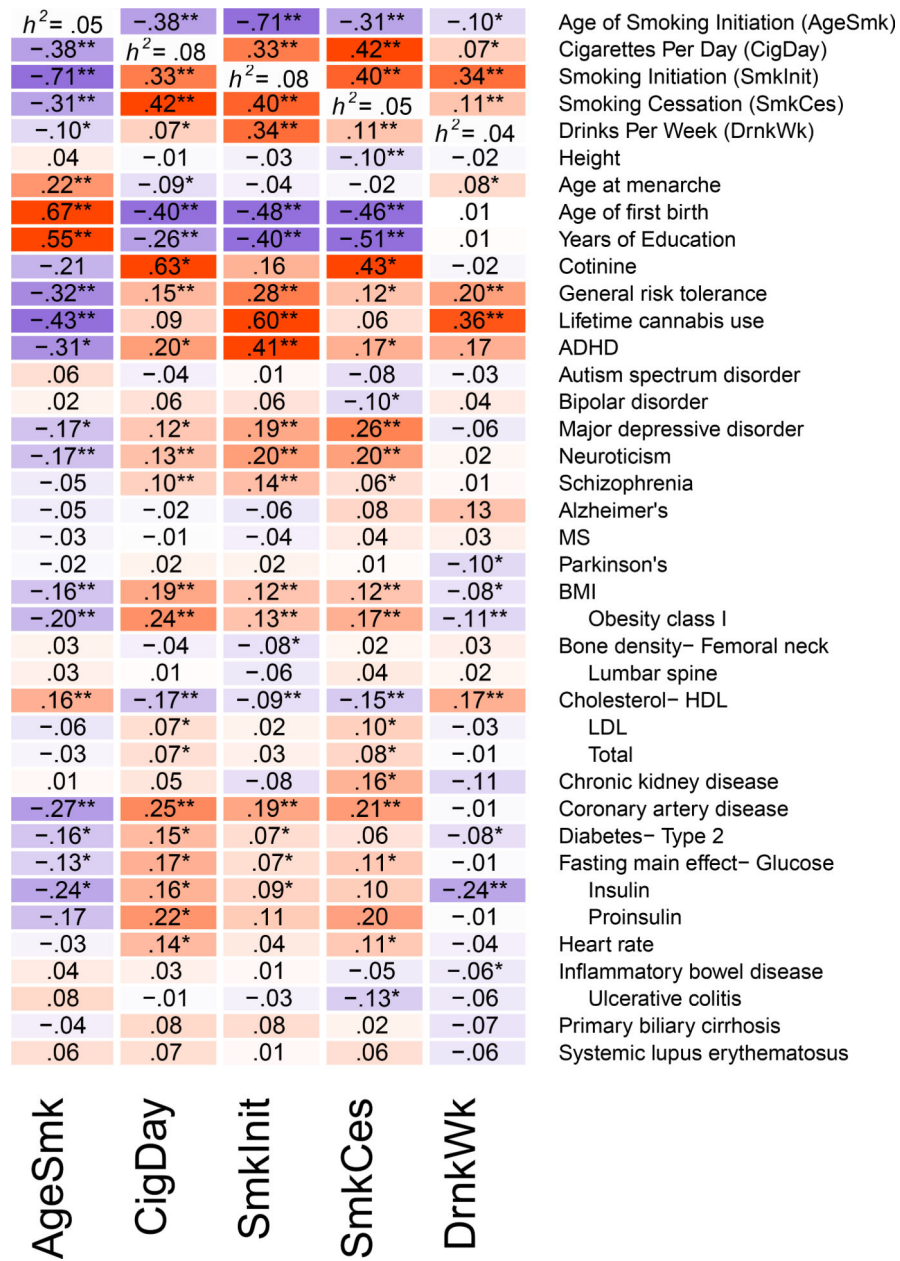 h² = .05 −.38** −.71** −.31** −.10* Age of Smoking Initiation (AgeSmk)
−.38** h² = .08 .33** .42** .07* Cigarettes Per Day (CigDay)
−.71** .33** h² = .08 .40** .34** Smoking Initiation (SmkInit)
−.31** .42** .40** h² = .05 .11** Smoking Cessation (SmkCes)
−.10* .07* .34** .11** h² = .04 Drinks Per Week (DrnkWk)
.04 −.01 −.03 −.10** −.02 Height
.22** −.09* −.04 −.02 .08* Age at menarche
.67** −.40** −.48** −.46** .01 Age of first birth
.55** −.26** −.40** −.51** .01 Years of Education
−.21 .63* .16 .43* −.02 Cotinine
−.32** .15** .28** .12* .20** General risk tolerance
−.43** .09 .60** .06 .36** Lifetime cannabis use
−.31* .20* .41** .17* .17 ADHD
.06 −.04 .01 −.08 −.03 Autism spectrum disorder
.02 .06 .06 −.10* .04 Bipolar disorder
−.17* .12* .19** .26** −.06 Major depressive disorder
−.17** .13** .20** .20** .02 Neuroticism
−.05 .10** .14** .06* .01 Schizophrenia
−.05 −.02 −.06 .08 .13 Alzheimer's
−.03 −.01 −.04 .04 .03 MS
−.02 .02 .02 .01 −.10* Parkinson's
−.16** .19** .12** .12** −.08* BMI
−.20** .24** .13** .17** −.11** Obesity class I
.03 −.04 − .08* .02 .03 Bone density− Femoral neck
.03 .01 −.06 .04 .02 Lumbar spine
.16** −.17** −.09** −.15** .17** Cholesterol− HDL
−.06 .07* .02 .10* −.03 LDL
−.03 .07* .03 .08* −.01 Total
.01 .05 −.08 .16* −.11 Chronic kidney disease
−.27** .25** .19** .21** −.01 Coronary artery disease
−.16* .15* .07* .06 −.08* Diabetes− Type 2
−.13* .17* .07* .11* −.01 Fasting main effect− Glucose
−.24* .16* .09* .10 −.24** Insulin
−.17 .22* .11 .20 −.01 Proinsulin
−.03 .14* .04 .11* −.04 Heart rate
.04 .03 .01 −.05 −.06* Inflammatory bowel disease
.08 −.01 −.03 −.13* −.06 Ulcerative colitis
−.04 .08 .08 .02 −.07 Primary biliary cirrhosis
.06 .07 .01 .06 −.06 Systemic lupus erythematosus
AgeSmk
CigDay
SmkInit
SmkCes
DrnkWk